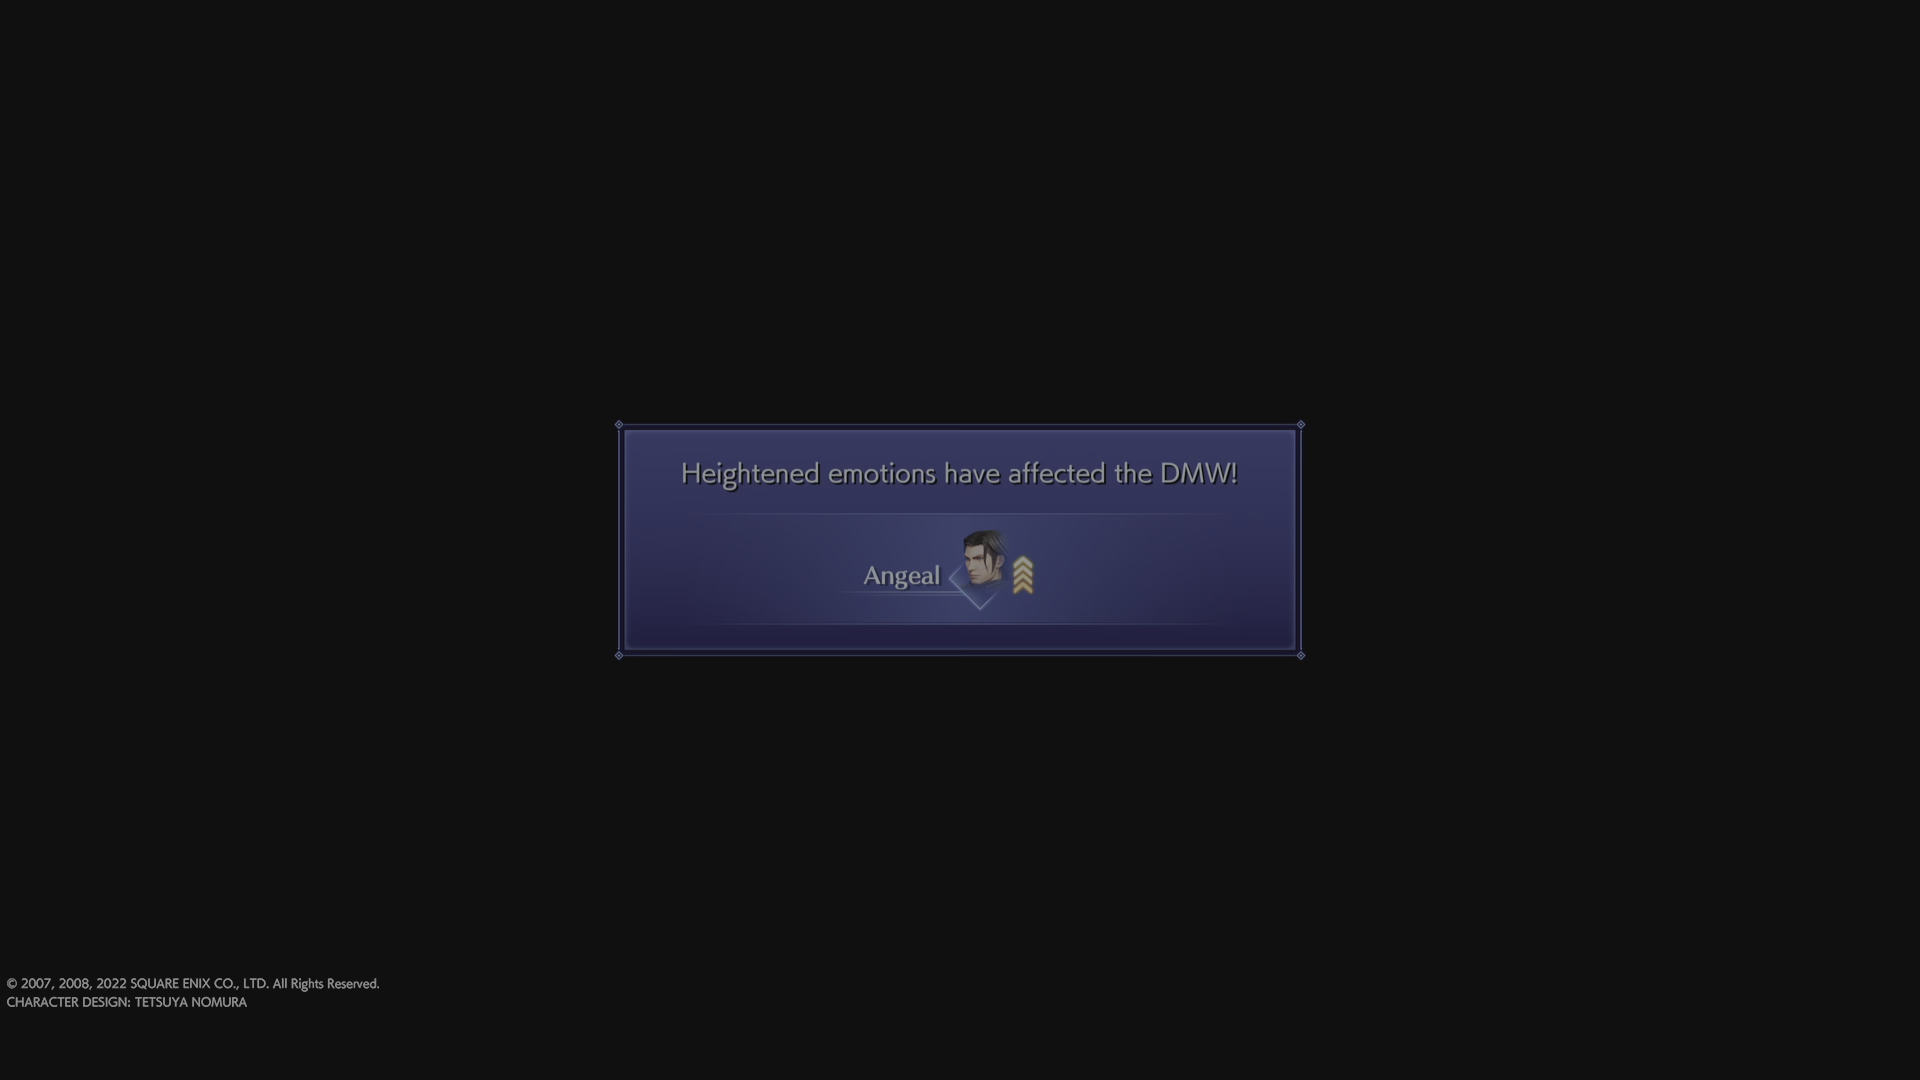 Heightened emotions have affected the DMW!
Angeal
© 2007, 2008, 2022 SQUARE ENIX CO., LTD. All Rights Reserved.
CHARACTER DESIGN: TETSUYA NOMURA